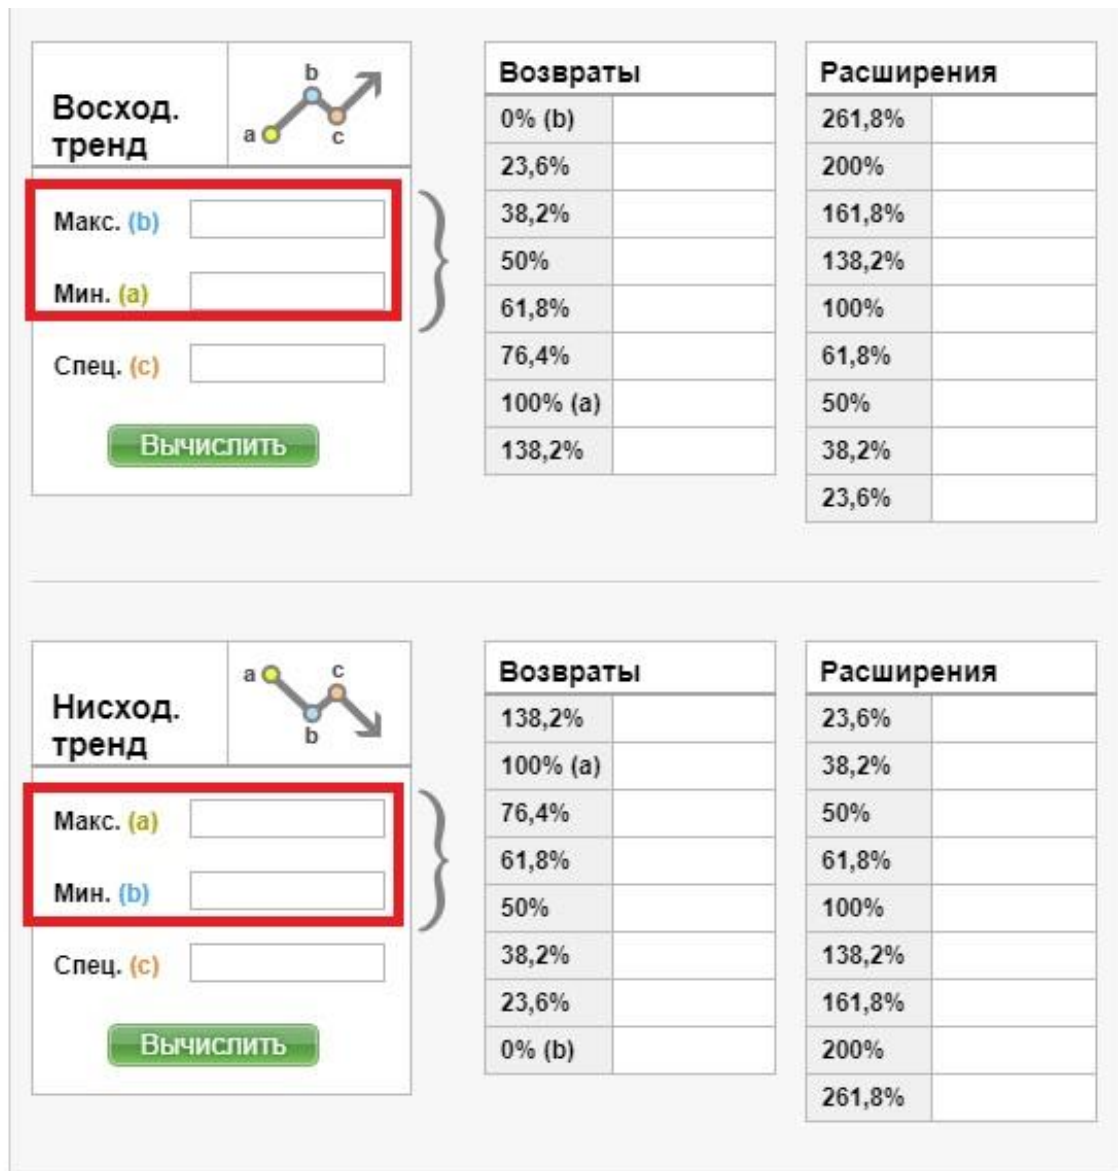 Восход.
тренд
a
b
c
Макс. (b)
Мин. (a)
Спец. (c)
Вычислить
Возвраты
0% (b)
23,6%
38,2%
50%
61,8%
76,4%
100% (a)
138,2%
Расширения
261,8%
200%
161,8%
138,2%
100%
61,8%
50%
38,2%
23,6%
Нисход.
тренд
a
b
c
Макс. (a)
Мин. (b)
Спец. (c)
Вычислить
Возвраты
138,2%
100% (a)
76,4%
61,8%
50%
38,2%
23,6%
0% (b)
Расширения
23,6%
38,2%
50%
61,8%
100%
138,2%
161,8%
200%
261,8%